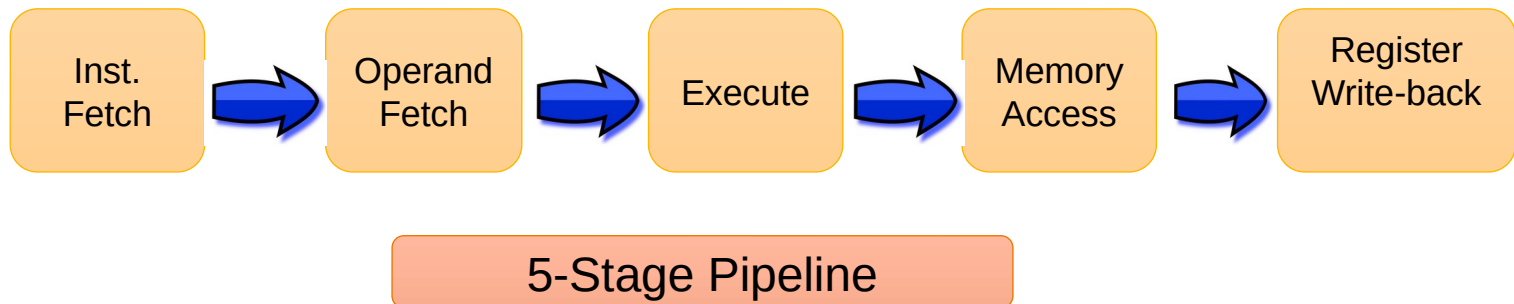 Inst.
Fetch
Operand
Fetch
Execute
Memory
Access
Register
Write-back
5-Stage Pipeline